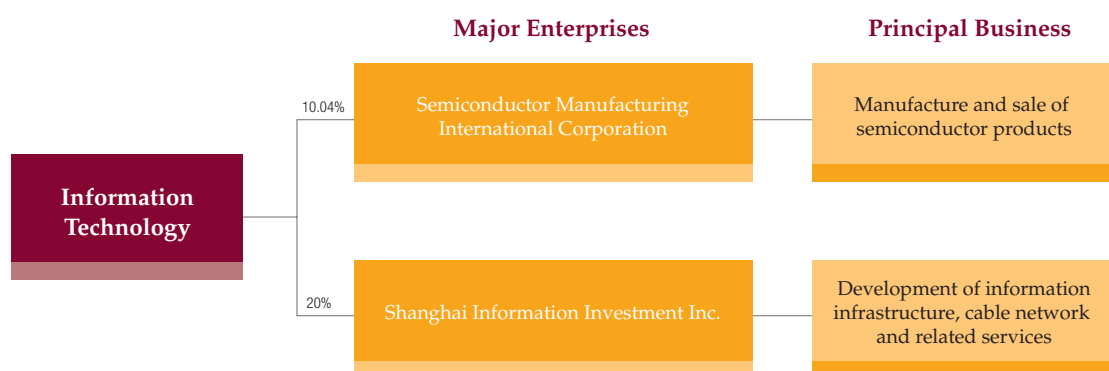 Major Enterprises
Principal Business
10.04%
Semiconductor Manufacturing
International Corporation
Manufacture and sale of
semiconductor products
Information
Technology
20%
Shanghai Information Investment Inc.
Development of information
infrastructure, cable network
and related services